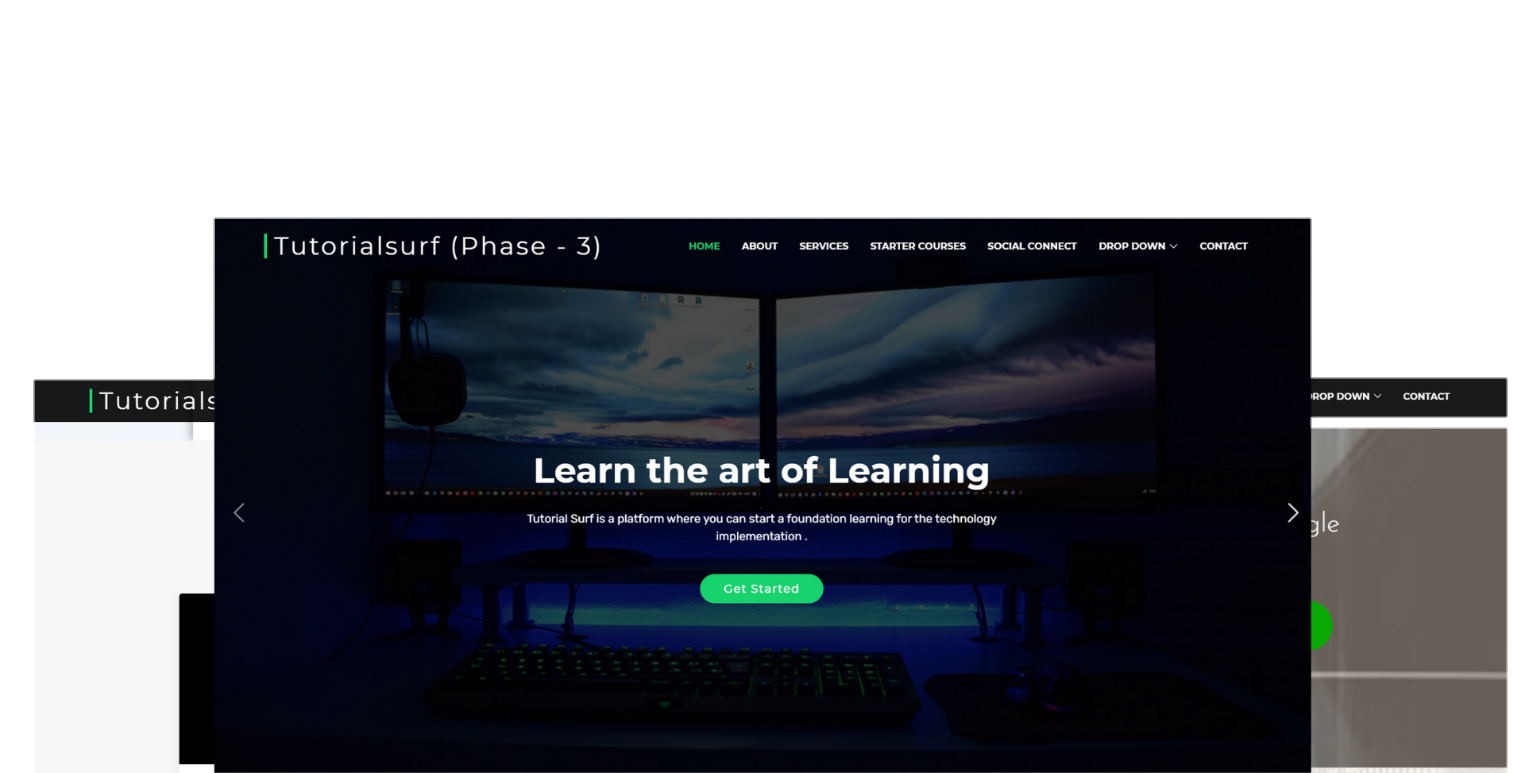 Tutorialsurf (Phase - 3)
HOME ABOUT SERVICES STARTER COURSES SOCIAL CONNECT DROP DOWN CONTACT
Tutorials
DROP DOWN CONTACT
Learn the art of Learning
Tutorial Surf is a platform where you can start a foundation learning for the technology
implementation .
Get Started
gle